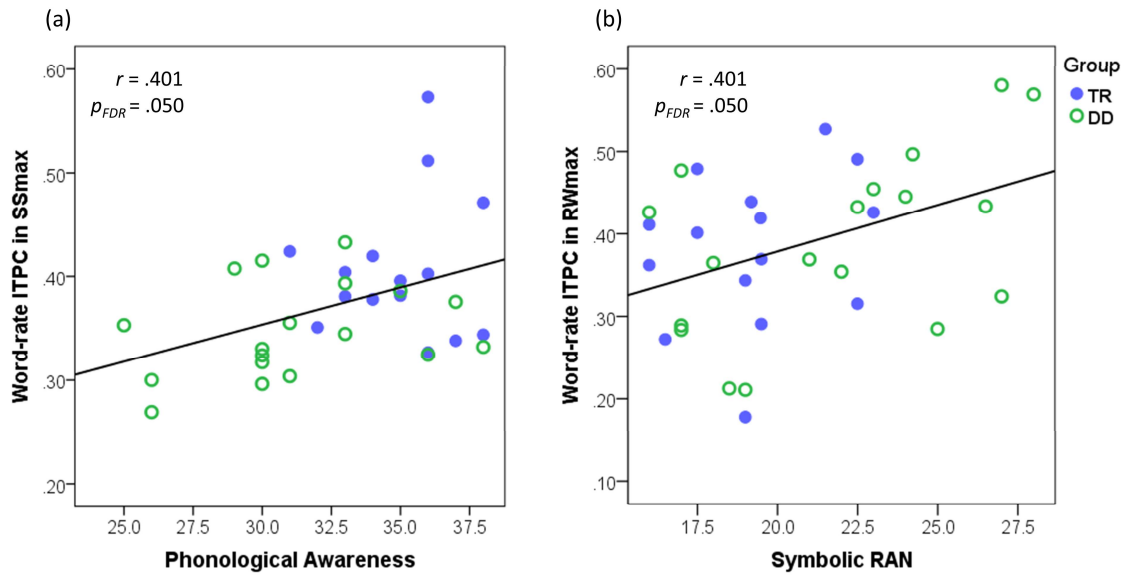 (a)
r = .401
pFDR = .050
.60
.50
.40
.30
.20
Word-rate ITPC in SSmax
25.0 27.5 30.0 32.5 35.0 37.5
Phonological Awareness
(b)
r = .401
pFDR = .050
.60
.50
.40
.30
.20
.10
Word-rate ITPC in RWmax
17.5 20.0 22.5 25.0 27.5
Symbolic RAN
Group
TR
DD